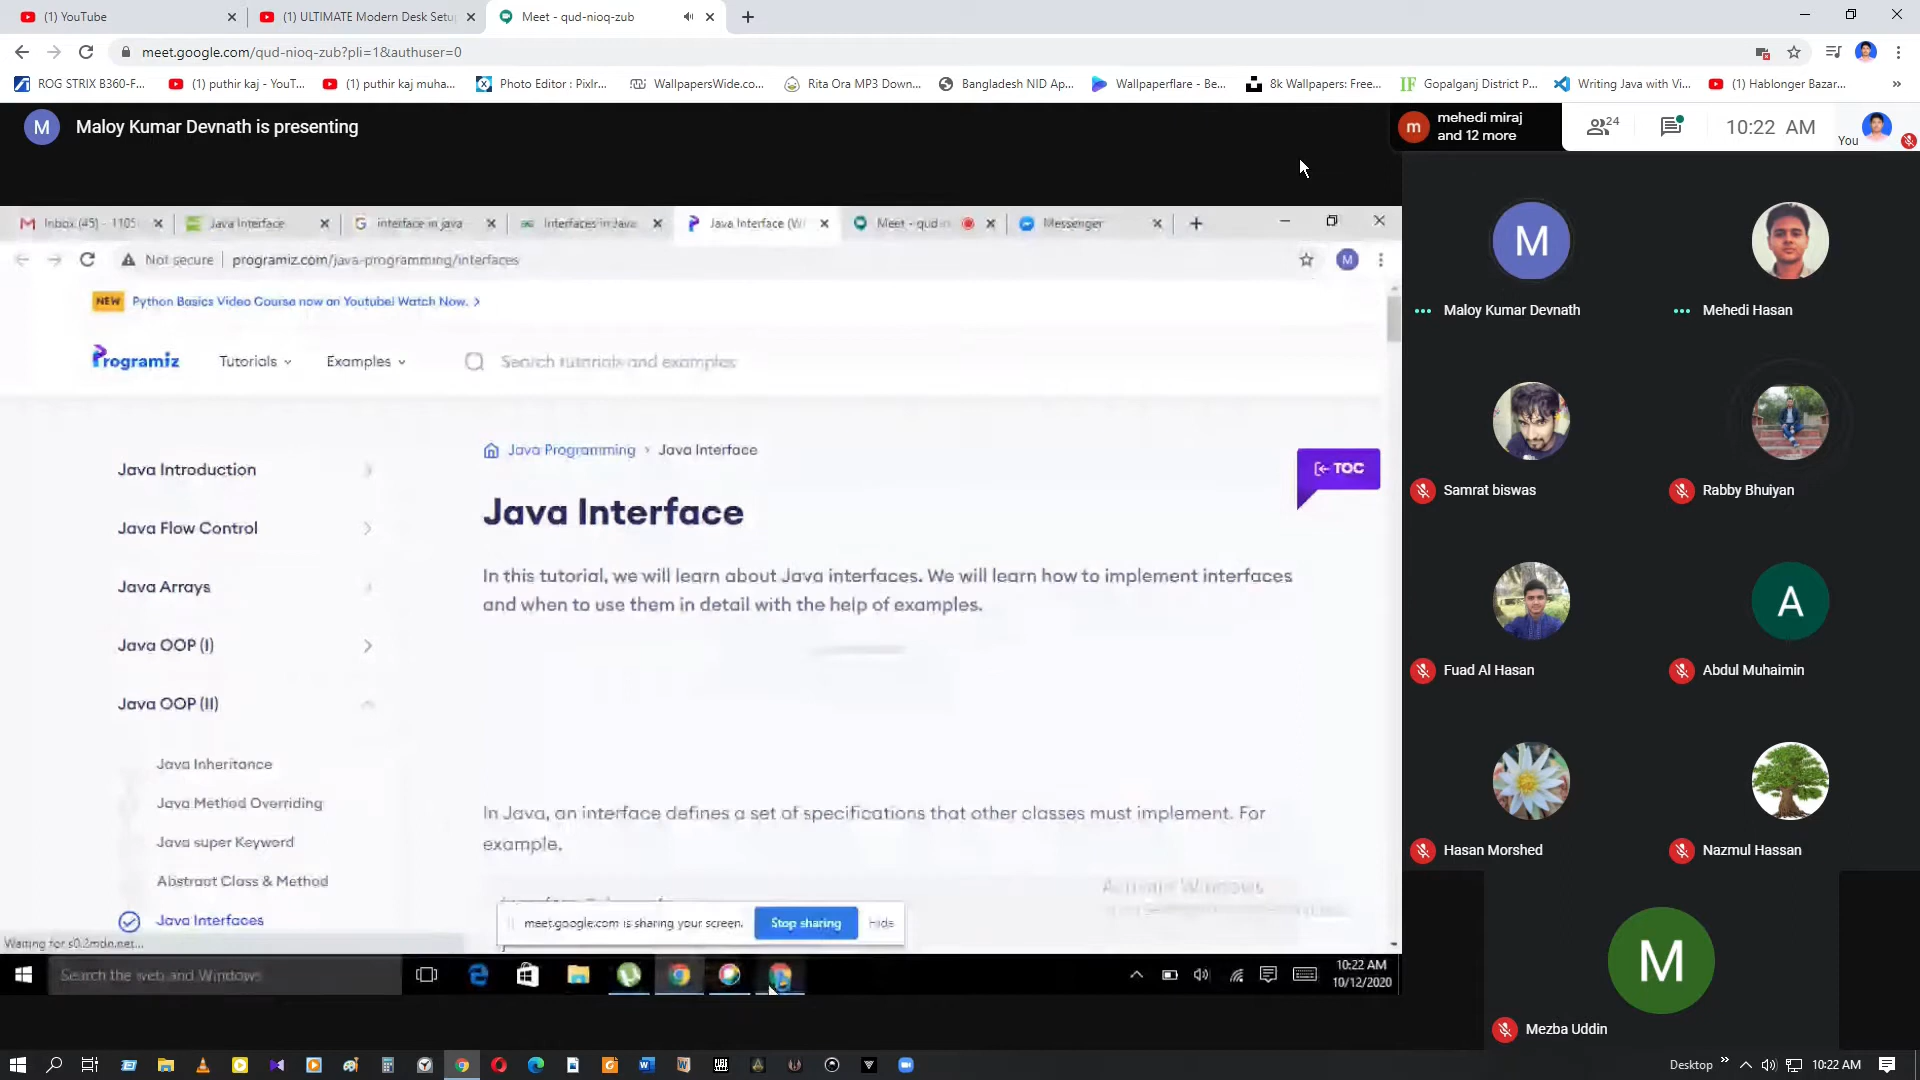 (1) YouTube
(1) ULTIMATE Modern Desk Setu
Meet - qud-nioq-zub
meet.google.com/qud-nioq-zub?pli=1&authuser=0
ROG STRIX B360-F...
(1) puthir kaj - YouT...
(1) puthir kaj muha...
Photo Editor : Pixlr...
WallpapersWide.co...
Rita Ora MP3 Down...
Bangladesh NID Ap...
Wallpaperflare - Be...
8k Wallpapers: Free...
Gopalganj District P...
Writing Java with Vi...
(1) Hablonger Bazar...
M
Maloy Kumar Devnath is presenting
m
mehedi miraj
and 12 more
24
10:22 AM
You
Inbox (45) - 1105
Java Interface
interface in java
Interfaces in Java
Java Interface (Wi
Meet - qud-n
Messenger
Not secure
programiz.com/java-programming/interfaces
M
NEW
Python Basics Video Course now on Youtube! Watch Now.
Programiz
Tutorials
Examples
Search tutorials and examples
Java Introduction
Java Flow Control
Java Arrays
Java OOP (I)
Java OOP (II)
Java Inheritance
Java Method Overriding
Java super Keyword
Abstract Class & Method
Java Interfaces
Java Programming › Java Interface
TOC
Java Interface
In this tutorial, we will learn about Java interfaces. We will learn how to implement interfaces
and when to use them in detail with the help of examples.
In Java, an interface defines a set of specifications that other classes must implement. For
example,
Activate Windows
meet.google.com is sharing your screen.
Stop sharing
Hide
Waiting for s0.2mdn.net...
Search the web and Windows
10:22 AM
10/12/2020
M
Maloy Kumar Devnath
Mehedi Hasan
Samrat biswas
Rabby Bhuiyan
Fuad Al Hasan
A
Abdul Muhaimin
Hasan Morshed
Nazmul Hassan
M
Mezba Uddin
Desktop
10:22 AM